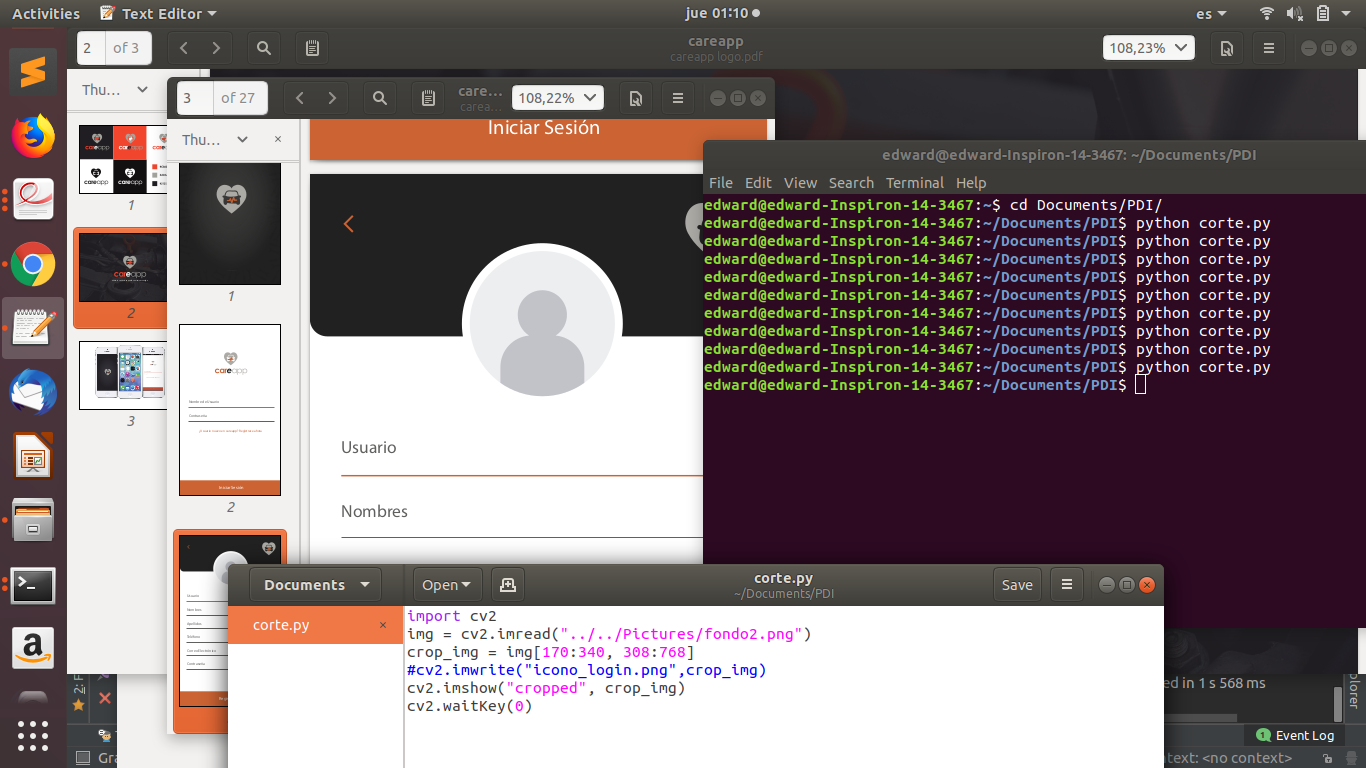 Activities
Text Editor
jue 01:10
es
2 of 3
careapp
careapp logo.pdf
108,23%
Thu…
1
careapp
2
3
3 of 27
care…
carea…
108,22%
Thu…
1
careapp
Iniciar Sesión
2
Iniciar Sesión
Usuario
Nombres
edward@edward-Inspiron-14-3467: ~/Documents/PDI
File Edit View Search Terminal Help
edward@edward-Inspiron-14-3467:~$ cd Documents/PDI/
edward@edward-Inspiron-14-3467:~/Documents/PDI$ python corte.py
edward@edward-Inspiron-14-3467:~/Documents/PDI$ python corte.py
edward@edward-Inspiron-14-3467:~/Documents/PDI$ python corte.py
edward@edward-Inspiron-14-3467:~/Documents/PDI$ python corte.py
edward@edward-Inspiron-14-3467:~/Documents/PDI$ python corte.py
edward@edward-Inspiron-14-3467:~/Documents/PDI$ python corte.py
edward@edward-Inspiron-14-3467:~/Documents/PDI$ python corte.py
edward@edward-Inspiron-14-3467:~/Documents/PDI$ python corte.py
edward@edward-Inspiron-14-3467:~/Documents/PDI$ python corte.py
edward@edward-Inspiron-14-3467:~/Documents/PDI$
Documents
Open
corte.py
~/Documents/PDI
Save
corte.py
import cv2
img = cv2.imread("../../Pictures/fondo2.png")
crop_img = img[170:340, 308:768]
#cv2.imwrite("icono_login.png",crop_img)
cv2.imshow("cropped", crop_img)
cv2.waitKey(0)
ed in 1 s 568 ms
plorer
2: F
1 Event Log
Gra
text: <no context>